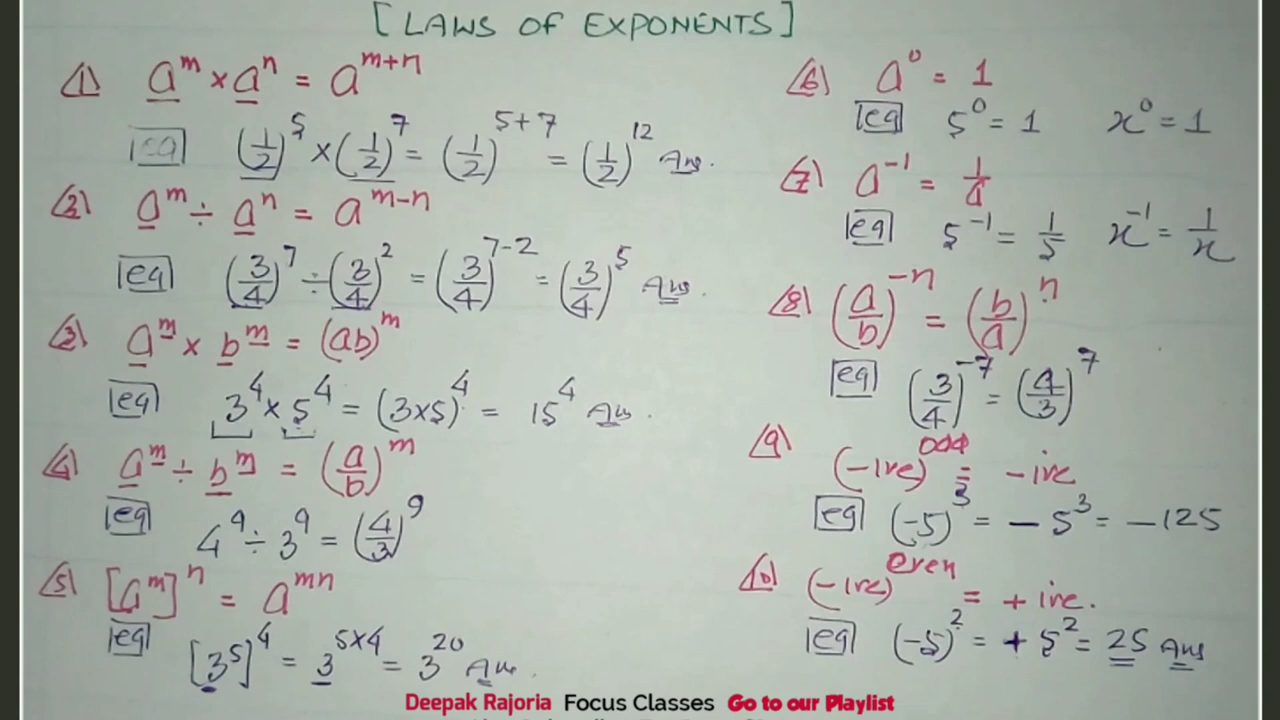 [LAWS OF EXPONENTS]
(1) a^m × a^n = a^(m+n)
eg (1/2)^5 × (1/2)^7 = (1/2)^(5+7) = (1/2)^12 Ans.
(2) a^m ÷ a^n = a^(m-n)
eg (3/4)^7 ÷ (3/4)^2 = (3/4)^(7-2) = (3/4)^5 Ans.
(3) a^m × b^m = (ab)^m
eg 3^4 × 5^4 = (3×5)^4 = 15^4 Ans.
(4) a^m ÷ b^m = (a/b)^m
eg 4^9 ÷ 3^9 = (4/3)^9
(5) [a^m]^n = a^(mn)
eg [3^5]^4 = 3^(5×4) = 3^20 Ans.
(6) a^0 = 1
eg 5^0 = 1 x^0 = 1
(7) a^-1 = 1/a
eg 5^-1 = 1/5 x^-1 = 1/x
(8) (a/b)^-n = (b/a)^n
eg (3/4)^-7 = (4/3)^7
(9) (-ive)^odd = -ive
eg (-5)^3 = -5^3 = -125
(10) (-ive)^even = +ive.
eg (-5)^2 = +5^2 = 25 Ans
Deepak Rajoria Focus Classes Go to our Playlist